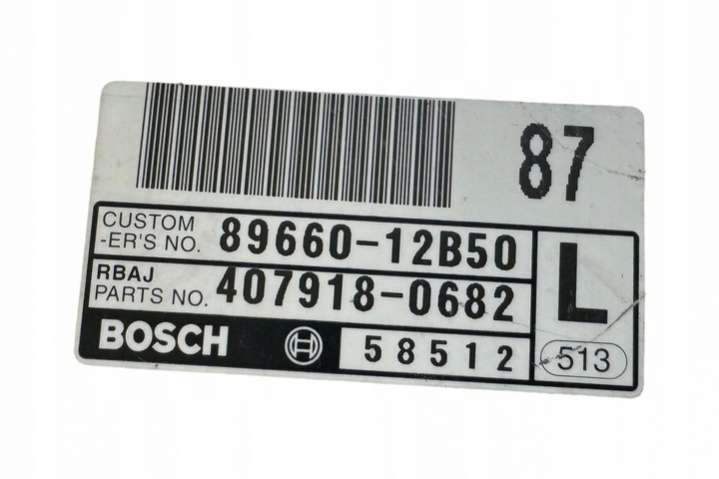 87
CUSTOM
-ER'S NO. 89660-12B50
RBAJ
PARTS NO. 407918-0682
L
BOSCH 58512
513